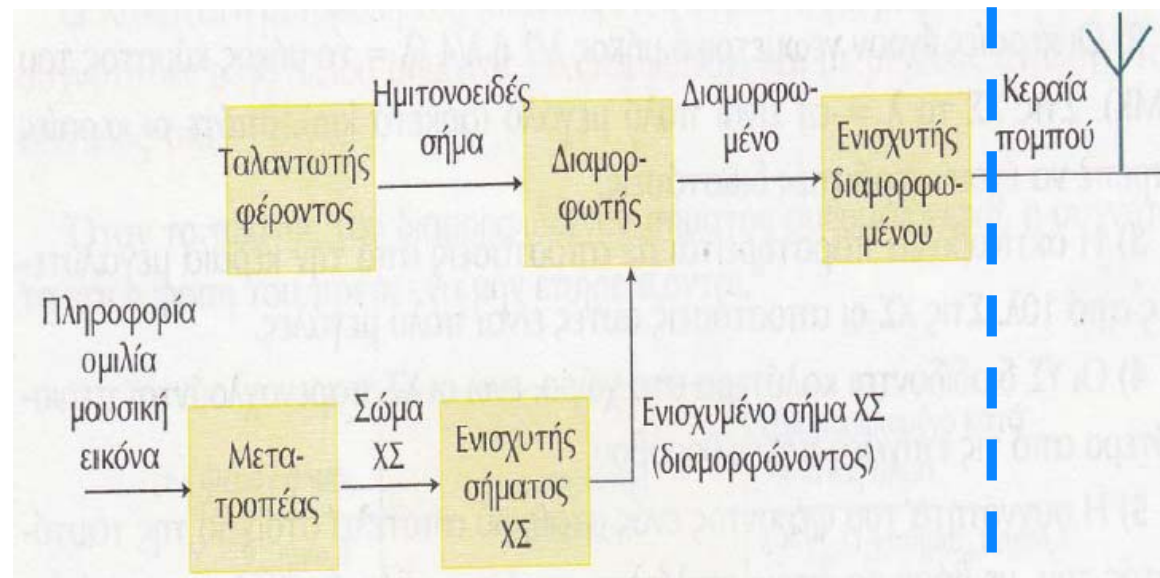 Ταλαντωτής
φέροντος
Ημιτονοειδές
σήμα
Διαμορ-
φωτής
Διαμορφω-
μένο
Ενισχυτής
διαμορφω-
μένου
Κεραία
πομπού
Πληροφορία
ομιλία
μουσική
εικόνα
Μετα-
τροπέας
Σώμα
ΧΣ
Ενισχυτής
σήματος
ΧΣ
Ενισχυμένο σήμα ΧΣ
(διαμορφώνοντος)